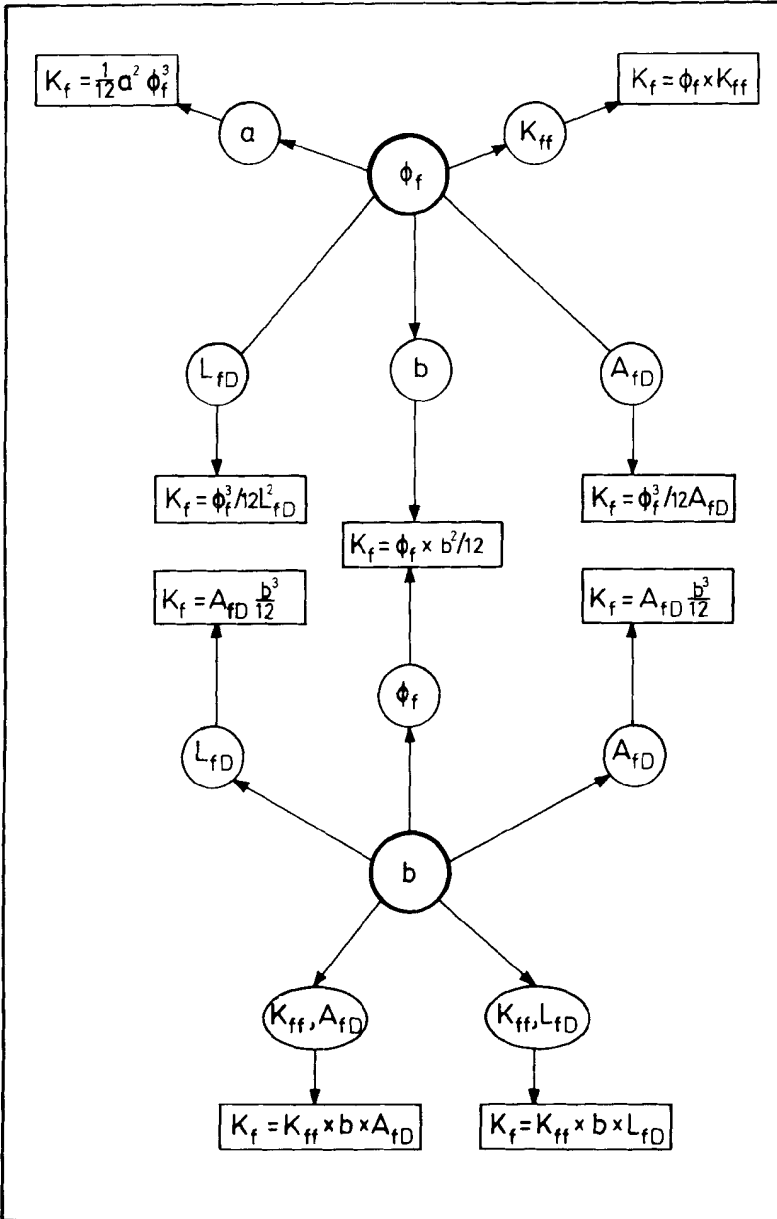 K_f = 1/12 a² ϕ_f³
K_f = ϕ_f × K_ff
a
K_ff
ϕ_f
L_fD
b
A_fD
K_f = ϕ_f³/12L²_fD
K_f = ϕ_f³/12A_fD
K_f = ϕ_f × b²/12
K_f = A_fD b³/12
K_f = A_fD b³/12
ϕ_f
L_fD
A_fD
b
K_ff, A_fD
K_ff, L_fD
K_f = K_ff × b × A_fD
K_f = K_ff × b × L_fD